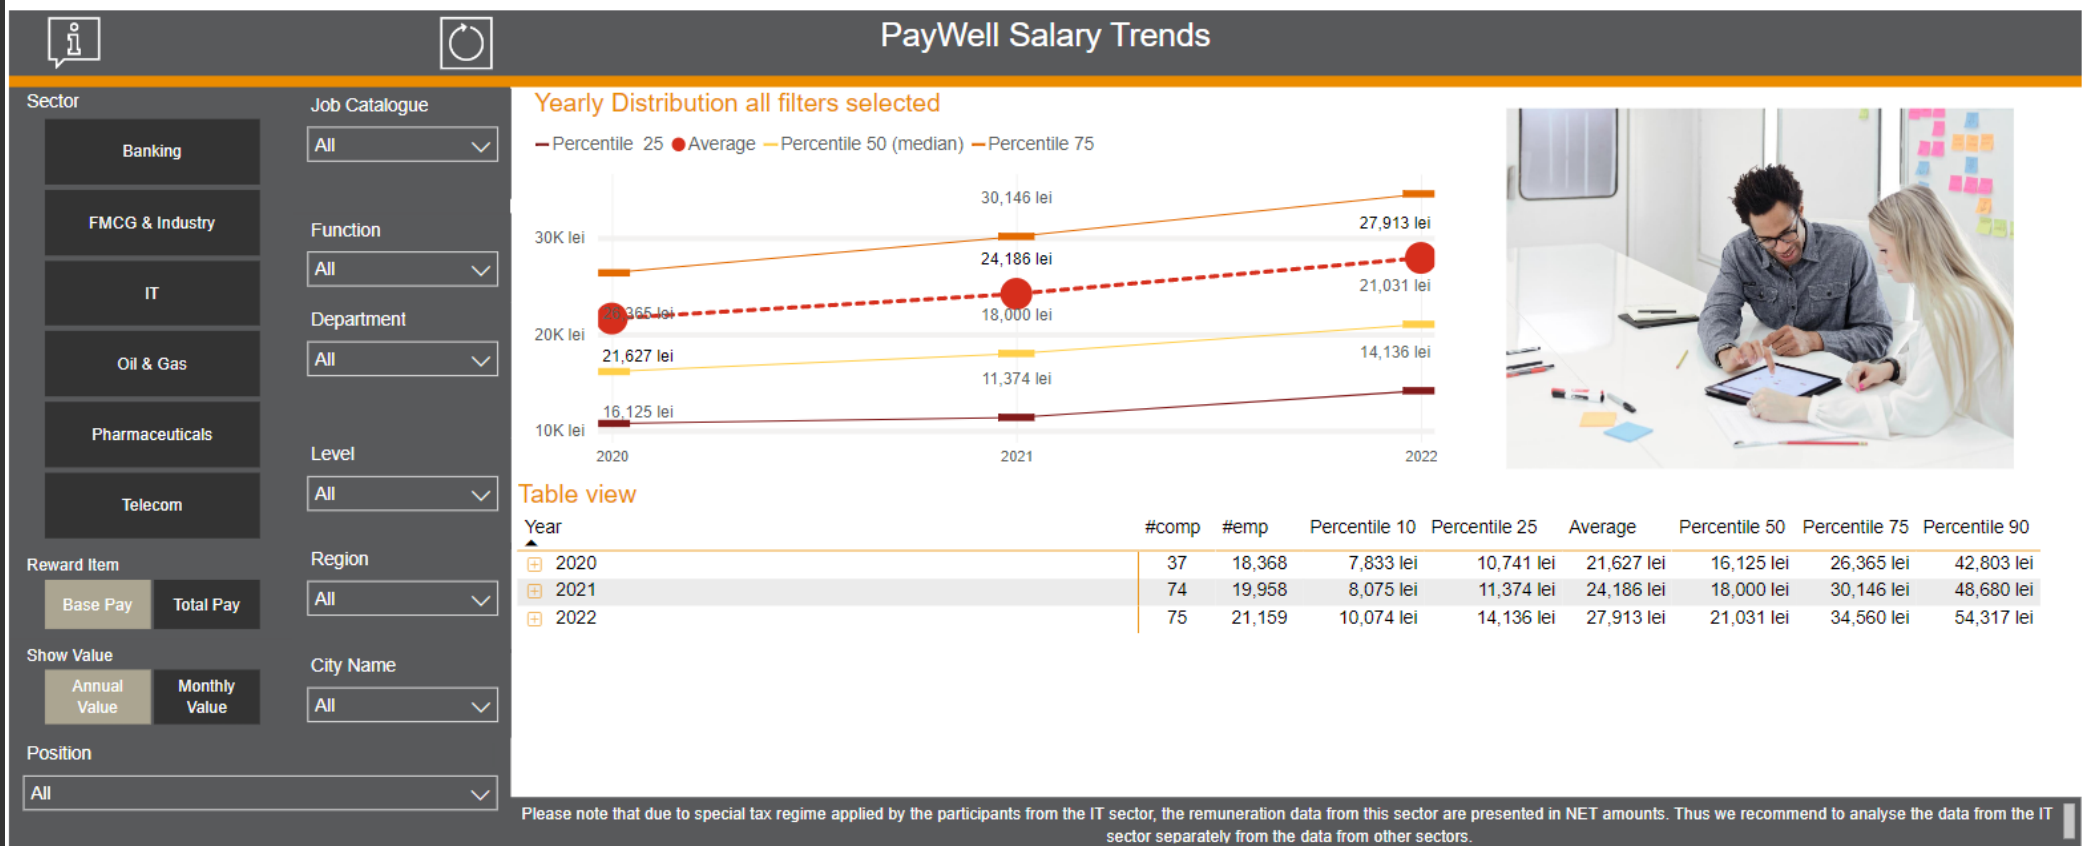 PayWell Salary Trends
Sector
Banking
FMCG & Industry
IT
Oil & Gas
Pharmaceuticals
Telecom
Reward Item
Base Pay
Total Pay
Show Value
Annual
Value
Monthly
Value
Position
All
Job Catalogue
All
Function
All
Department
All
Level
All
Region
All
City Name
All
Yearly Distribution all filters selected
Percentile 25 Average Percentile 50 (median) Percentile 75
30K lei
20K lei
10K lei
30,146 lei
27,913 lei
24,186 lei
21,031 lei
26,365 lei
18,000 lei
21,627 lei
14,136 lei
11,374 lei
16,125 lei
2020 2021 2022
Table view
Year #comp #emp Percentile 10 Percentile 25 Average Percentile 50 Percentile 75 Percentile 90
2020 37 18,368 7,833 lei 10,741 lei 21,627 lei 16,125 lei 26,365 lei 42,803 lei
2021 74 19,958 8,075 lei 11,374 lei 24,186 lei 18,000 lei 30,146 lei 48,680 lei
2022 75 21,159 10,074 lei 14,136 lei 27,913 lei 21,031 lei 34,560 lei 54,317 lei
Please note that due to special tax regime applied by the participants from the IT sector, the remuneration data from this sector are presented in NET amounts. Thus we recommend to analyse the data from the IT
sector separately from the data from other sectors.